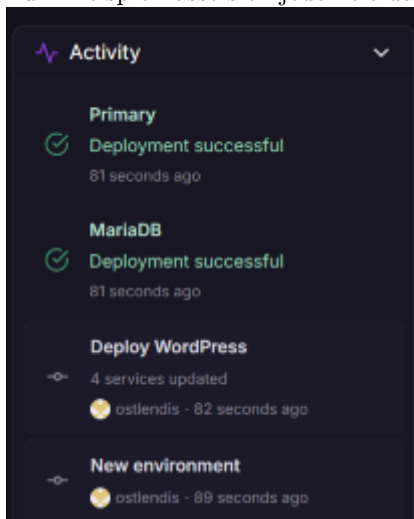 Activity
Primary
Deployment successful
81 seconds ago
MariaDB
Deployment successful
81 seconds ago
Deploy WordPress
4 services updated
ostlendis - 82 seconds ago
New environment
ostlendis - 89 seconds ago